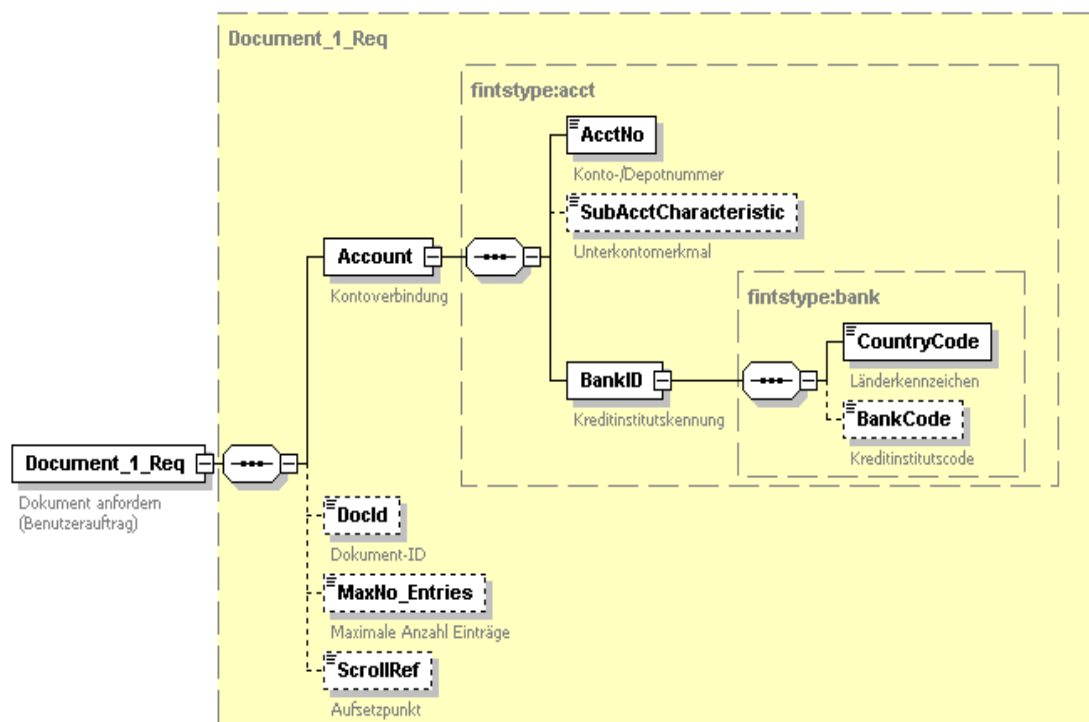 Document_1_Req
fintstype:acct
AcctNo
Konto-/Depotnummer
SubAcctCharacteristic
Unterkontomerkmal
Account
Kontoverbindung
fintstype:bank
CountryCode
Länderkennzeichen
BankID
Kreditinstitutskennung
BankCode
Kreditinstitutscode
Document_1_Req
Dokument anfordern
(Benutzerauftrag)
DocId
Dokument-ID
MaxNo_Entries
Maximale Anzahl Einträge
ScrollRef
Aufsetzpunkt